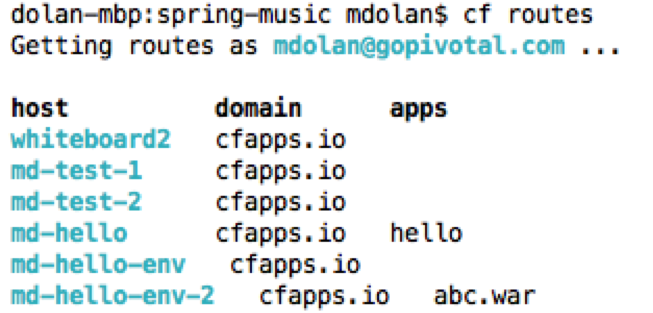 dolan-mbp:spring-music mdolan$ cf routes
Getting routes as mdolan@gopivotal.com ...
host domain apps
whiteboard2 cfapps.io
md-test-1 cfapps.io
md-test-2 cfapps.io
md-hello cfapps.io hello
md-hello-env cfapps.io
md-hello-env-2 cfapps.io abc.war